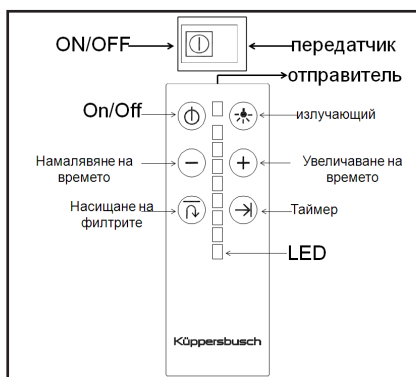 ON/OFF
передатчик
отправитель
On/Off
излучающий
Намаляване на
времето
Увеличаване на
времето
Насищане на
филтрите
Таймер
LED
Küppersbusch